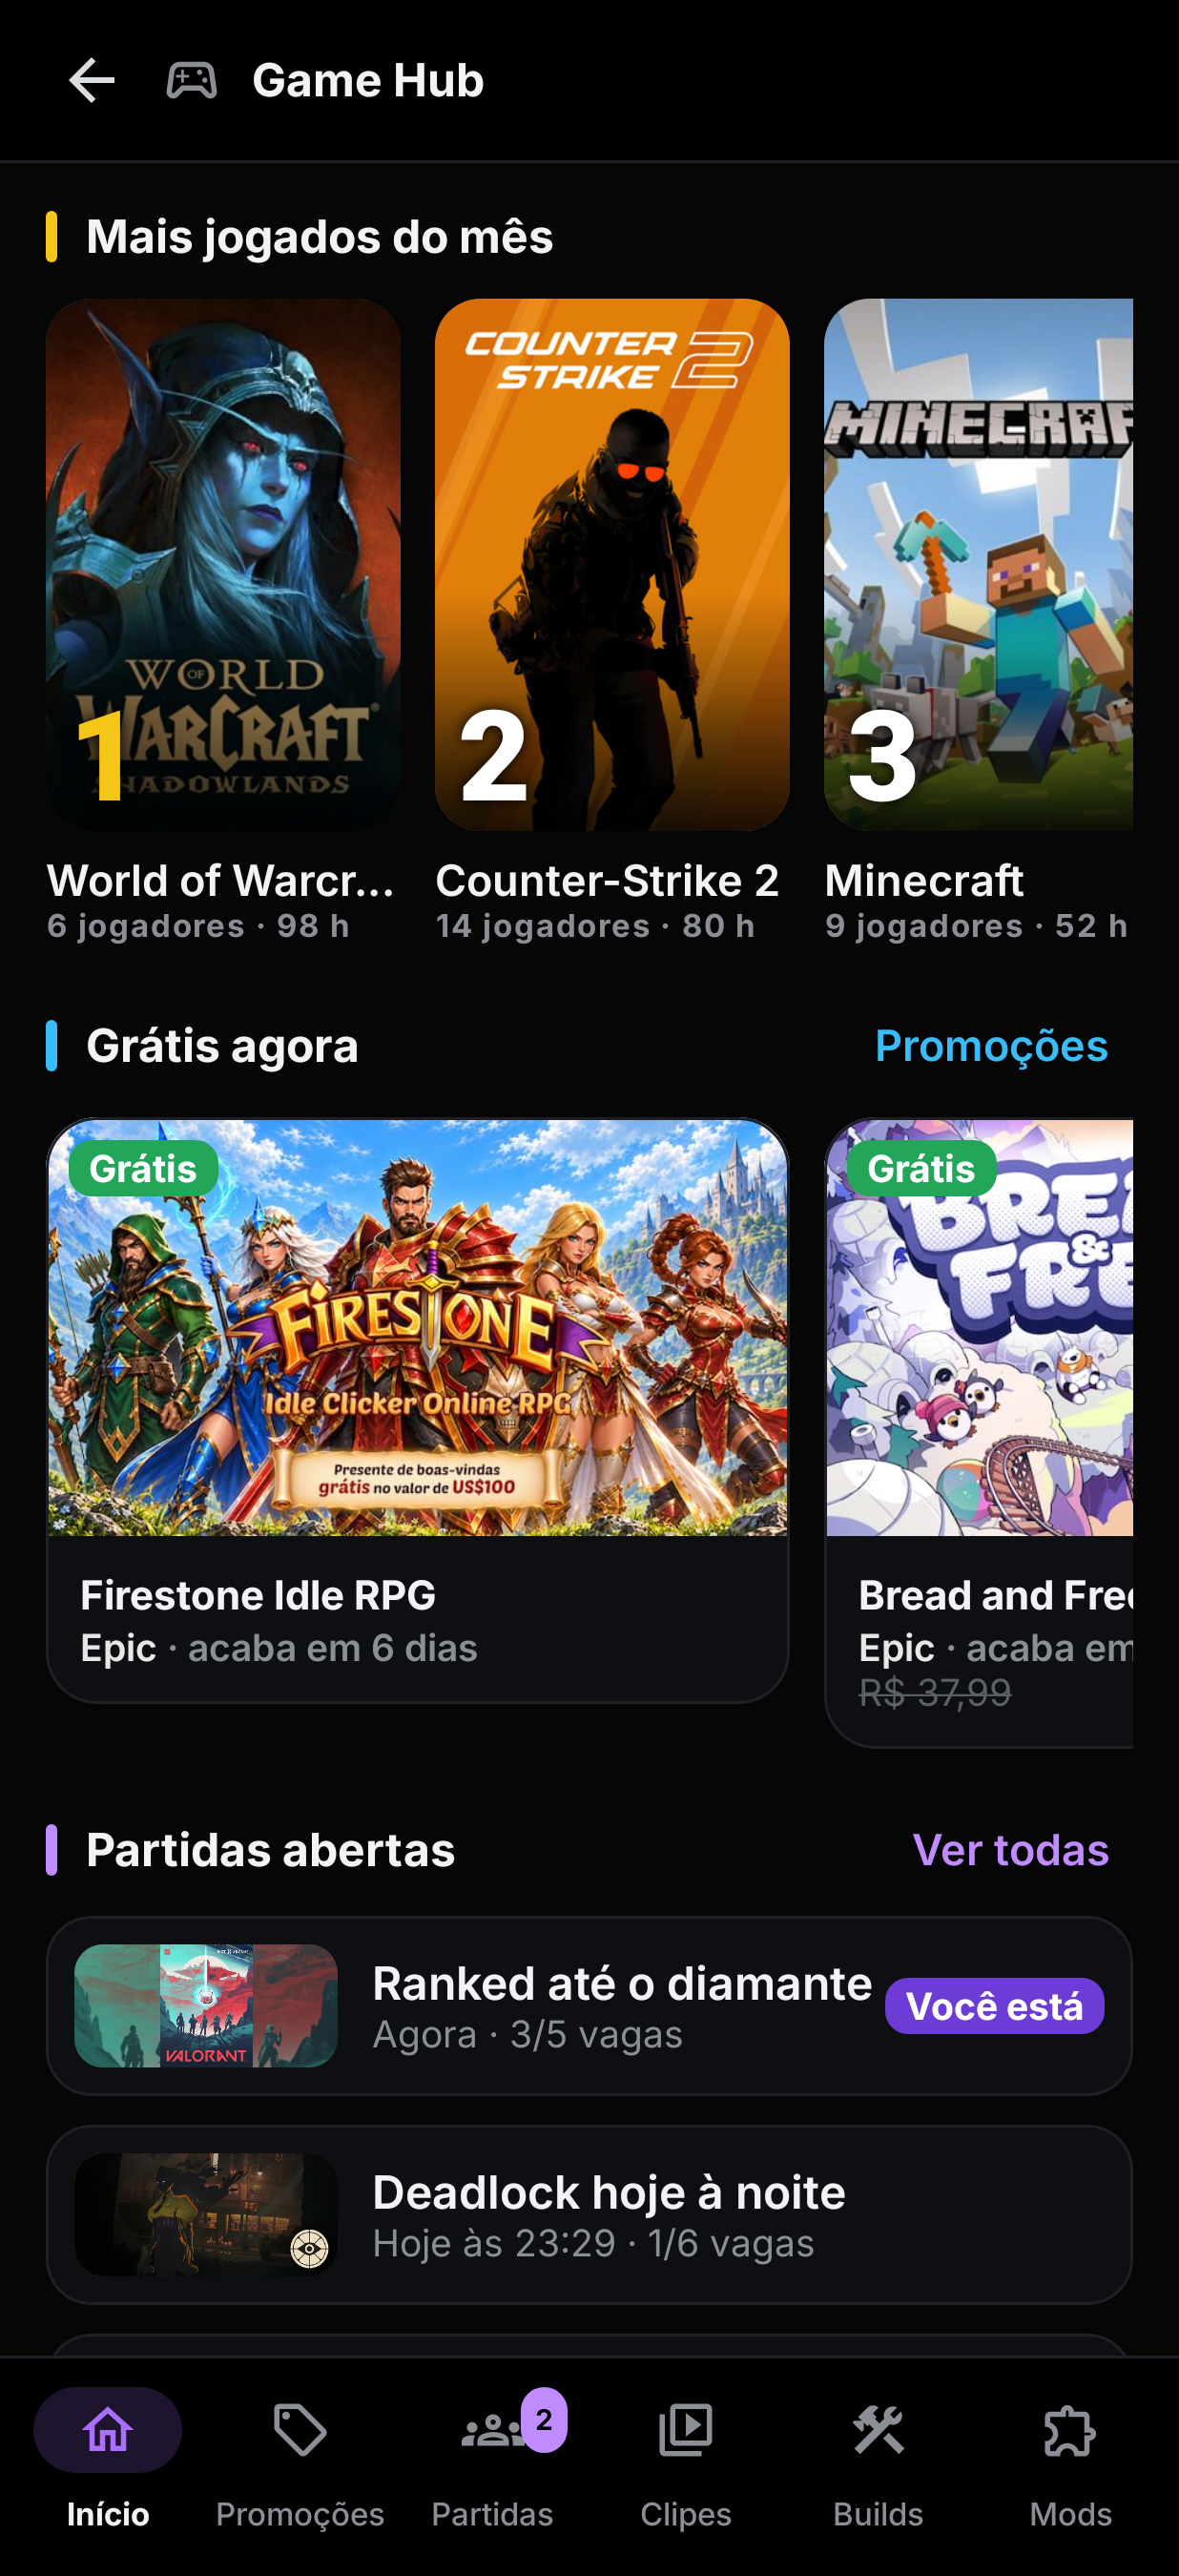 Game Hub
Mais jogados do mês
COUNTER
STRIKE 2
MINECRAF
WORLD
OF
WARCRAFT
SHADOWLANDS
1
2
3
World of Warcr...
6 jogadores · 98 h
Counter-Strike 2
14 jogadores · 80 h
Minecraft
9 jogadores · 52 h
Grátis agora
Promoções
Grátis
FIRESTONE
Idle Clicker Online RPG
Presente de boas-vindas
grátis no valor de US$100
Firestone Idle RPG
Epic · acaba em 6 dias
Grátis
BREA
&
FRE
Bread and Fred
Epic · acaba em
R$ 37,99
Partidas abertas
Ver todas
VALORANT
Ranked até o diamante
Agora · 3/5 vagas
Você está
Deadlock hoje à noite
Hoje às 23:29 · 1/6 vagas
2
Início
Promoções
Partidas
Clipes
Builds
Mods